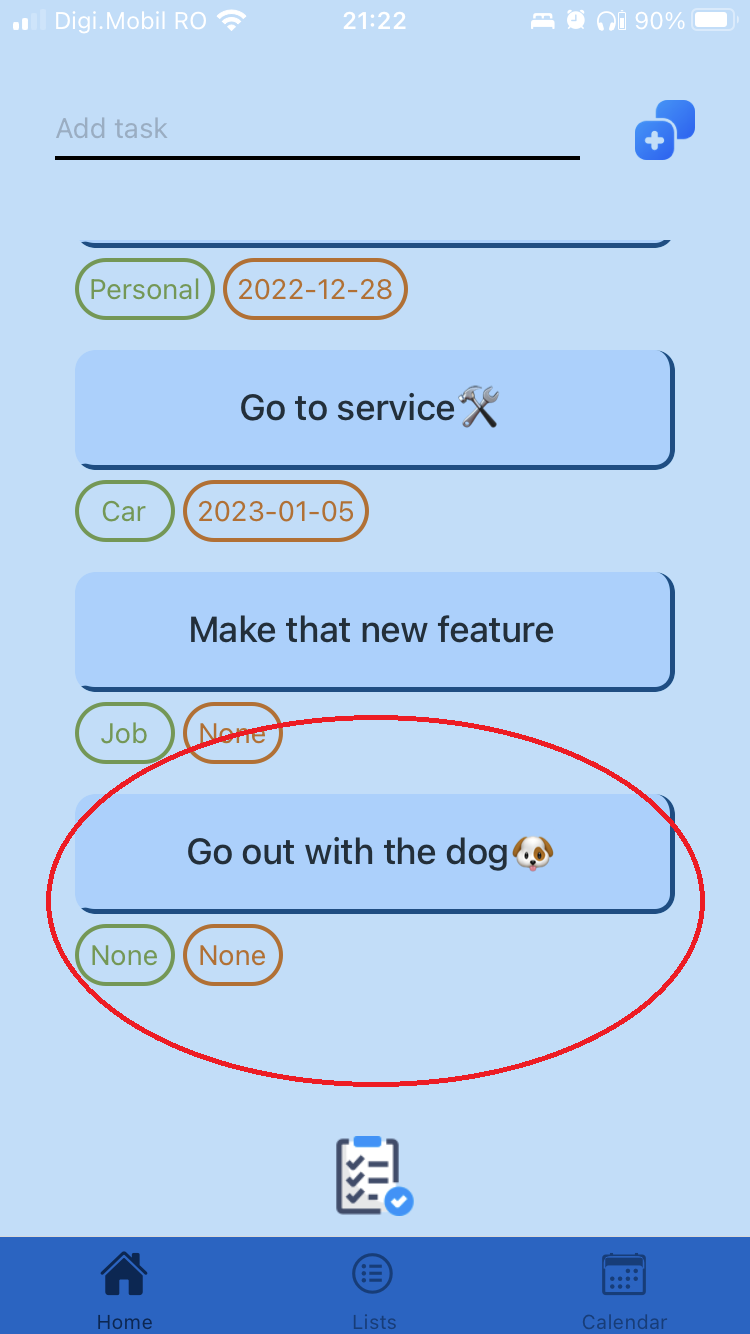 Digi.Mobil RO 21:22 90%
Add task
Personal 2022-12-28
Go to service
Car 2023-01-05
Make that new feature
Job None
Go out with the dog
None None
Home Lists Calendar